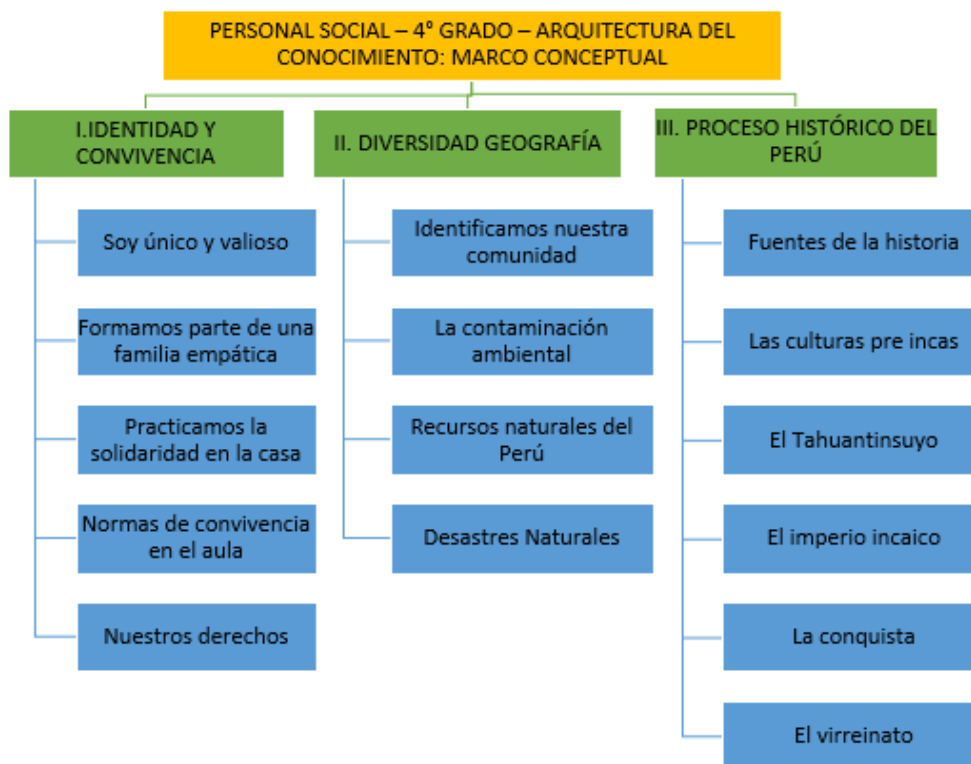 PERSONAL SOCIAL – 4° GRADO – ARQUITECTURA DEL
CONOCIMIENTO: MARCO CONCEPTUAL
I.IDENTIDAD Y
CONVIVENCIA
Soy único y valioso
Formamos parte de una
familia empática
Practicamos la
solidaridad en la casa
Normas de convivencia
en el aula
Nuestros derechos
II. DIVERSIDAD GEOGRAFÍA
Identificamos nuestra
comunidad
La contaminación
ambiental
Recursos naturales del
Perú
Desastres Naturales
III. PROCESO HISTÓRICO DEL
PERÚ
Fuentes de la historia
Las culturas pre incas
El Tahuantinsuyo
El imperio incaico
La conquista
El virreinato